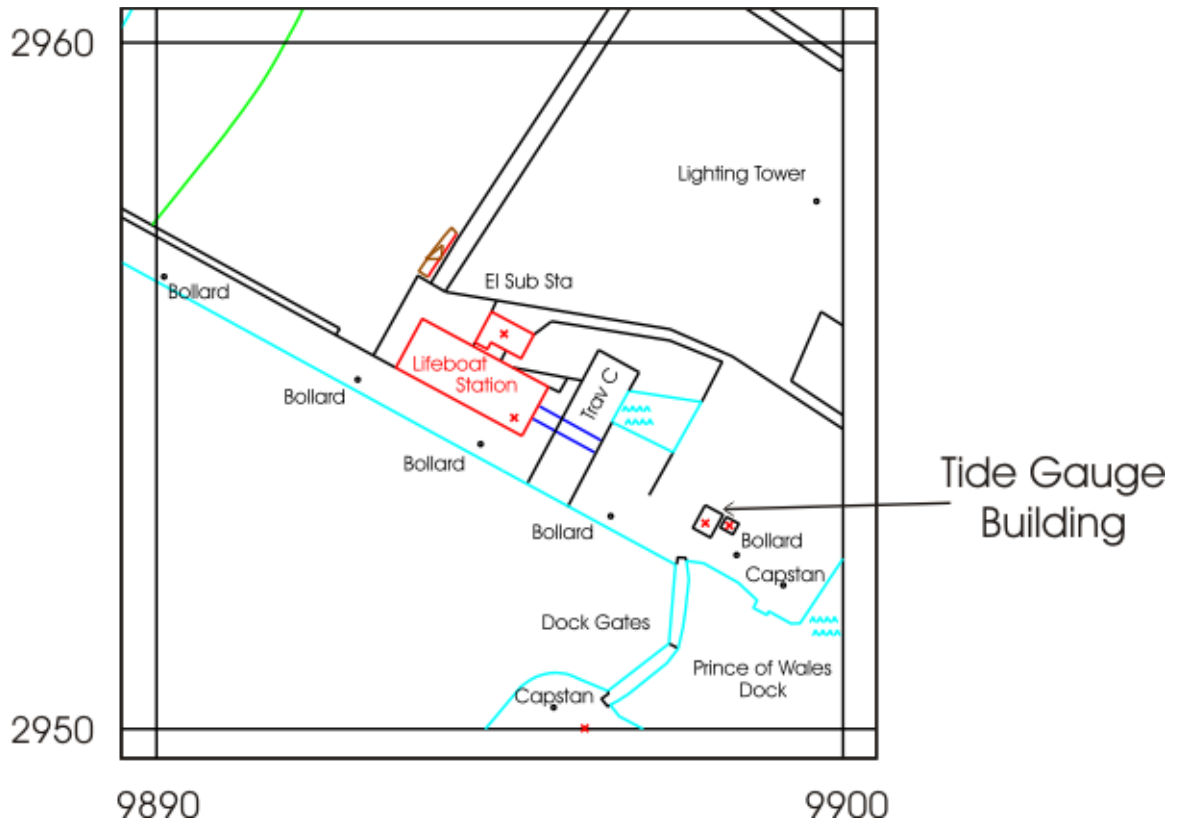 2960
Lighting Tower
El Sub Sta
Bollard
Lifeboat
Station
Trav C
Bollard
Bollard
Tide Gauge
Building
Bollard
Bollard
Capstan
Dock Gates
Prince of Wales
Dock
Capstan
2950
9890
9900